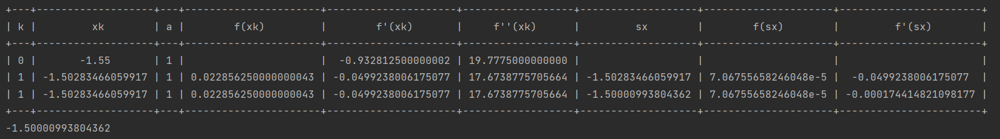 +---+-------------------+---+----------------------+---------------------+------------------+-------------------+---------------------+-----------------------+
| k | xk | a | f(xk) | f'(xk) | f''(xk) | sx | f(sx) | f'(sx) |
+---+-------------------+---+----------------------+---------------------+------------------+-------------------+---------------------+-----------------------+
| 0 | -1.55 | 1 | | -0.932812500000002 | 19.7775000000000 | | | |
| 1 | -1.50283466059917 | 1 | 0.022856250000000043 | -0.0499238006175077 | 17.6738775705664 | -1.50283466059917 | 7.06755658246048e-5 | -0.0499238006175077 |
| 1 | -1.50283466059917 | 1 | 0.022856250000000043 | -0.0499238006175077 | 17.6738775705664 | -1.50000993804362 | 7.06755658246048e-5 | -0.000174414821098177 |
+---+-------------------+---+----------------------+---------------------+------------------+-------------------+---------------------+-----------------------+
-1.50000993804362